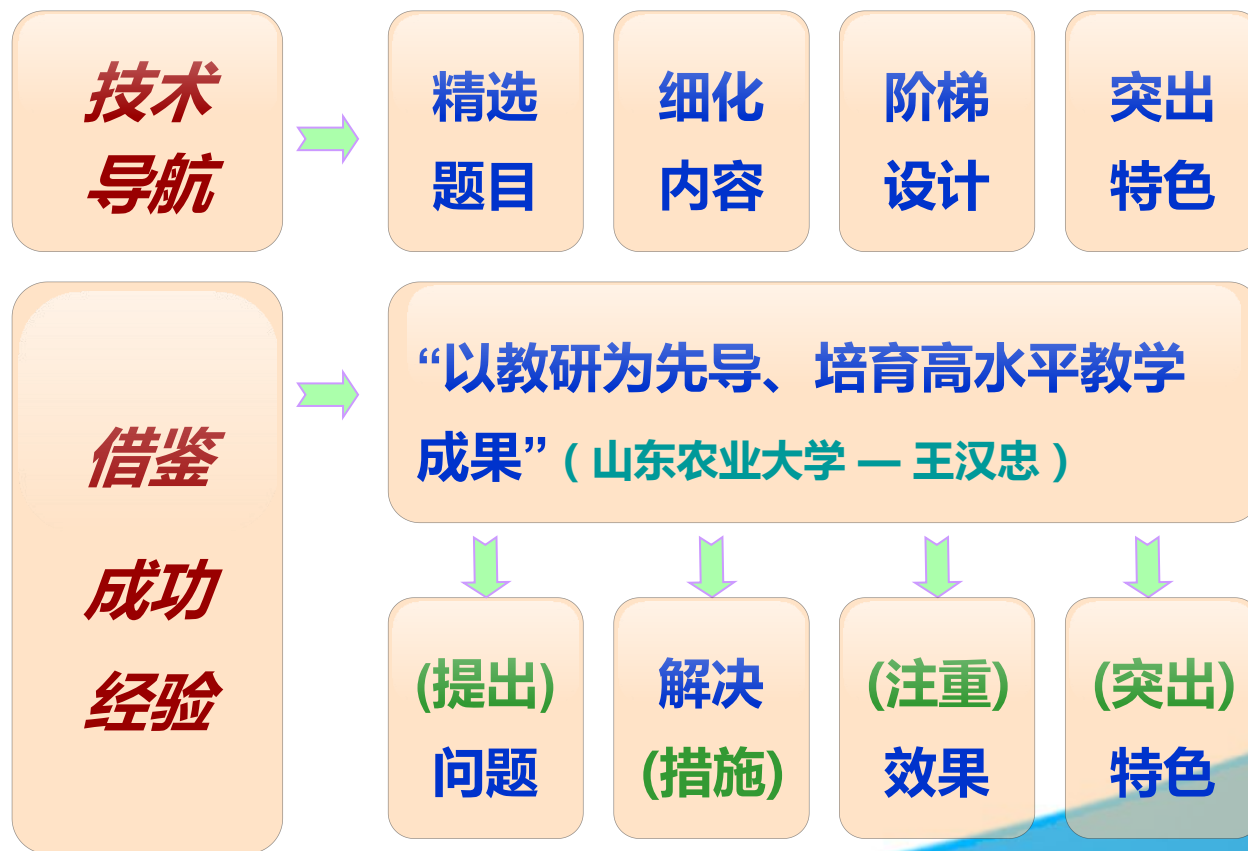 技术
导航
精选
题目
细化
内容
阶梯
设计
突出
特色
借鉴
成功
经验
“以教研为先导、培育高水平教学
成果”（山东农业大学 — 王汉忠）
(提出)
问题
解决
(措施)
(注重)
效果
(突出)
特色